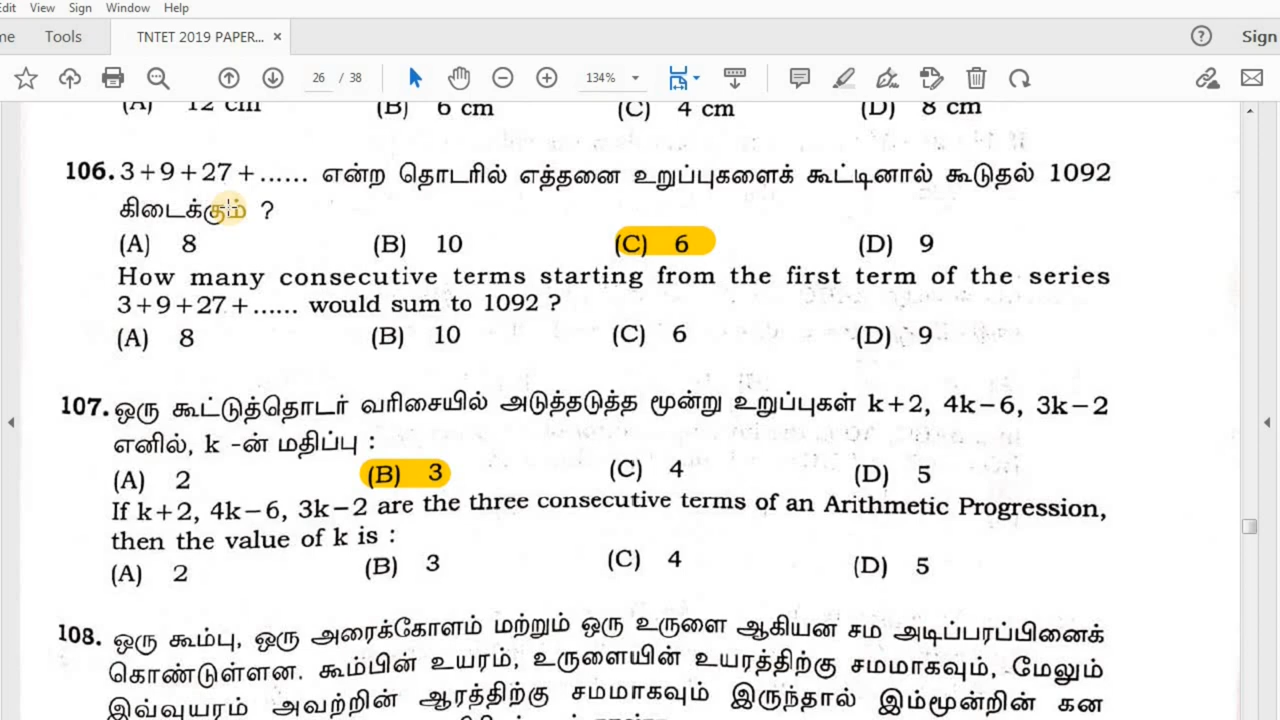 Edit View Sign Window Help
me Tools TNTET 2019 PAPER... × ? Sign
26 / 38 134%
(A) 12 cm (B) 6 cm (C) 4 cm (D) 8 cm
106. 3+9+27+...... என்ற தொடரில் எத்தனை உறுப்புகளைக் கூட்டினால் கூடுதல் 1092
கிடைக்கும் ?
(A) 8 (B) 10 (C) 6 (D) 9
How many consecutive terms starting from the first term of the series
3+9+27+...... would sum to 1092 ?
(A) 8 (B) 10 (C) 6 (D) 9
107. ஒரு கூட்டுத்தொடர் வரிசையில் அடுத்தடுத்த மூன்று உறுப்புகள் k+2, 4k−6, 3k−2
எனில், k -ன் மதிப்பு :
(A) 2 (B) 3 (C) 4 (D) 5
If k+2, 4k−6, 3k−2 are the three consecutive terms of an Arithmetic Progression,
then the value of k is :
(A) 2 (B) 3 (C) 4 (D) 5
108. ஒரு கூம்பு, ஒரு அரைக்கோளம் மற்றும் ஒரு உருளை ஆகியன சம அடிப்பரப்பினைக்
கொண்டுள்ளன. கூம்பின் உயரம், உருளையின் உயரத்திற்கு சமமாகவும், மேலும்
இவ்வுயரம் அவற்றின் ஆரத்திற்கு சமமாகவும் இருந்தால் இம்மூன்றின் கன